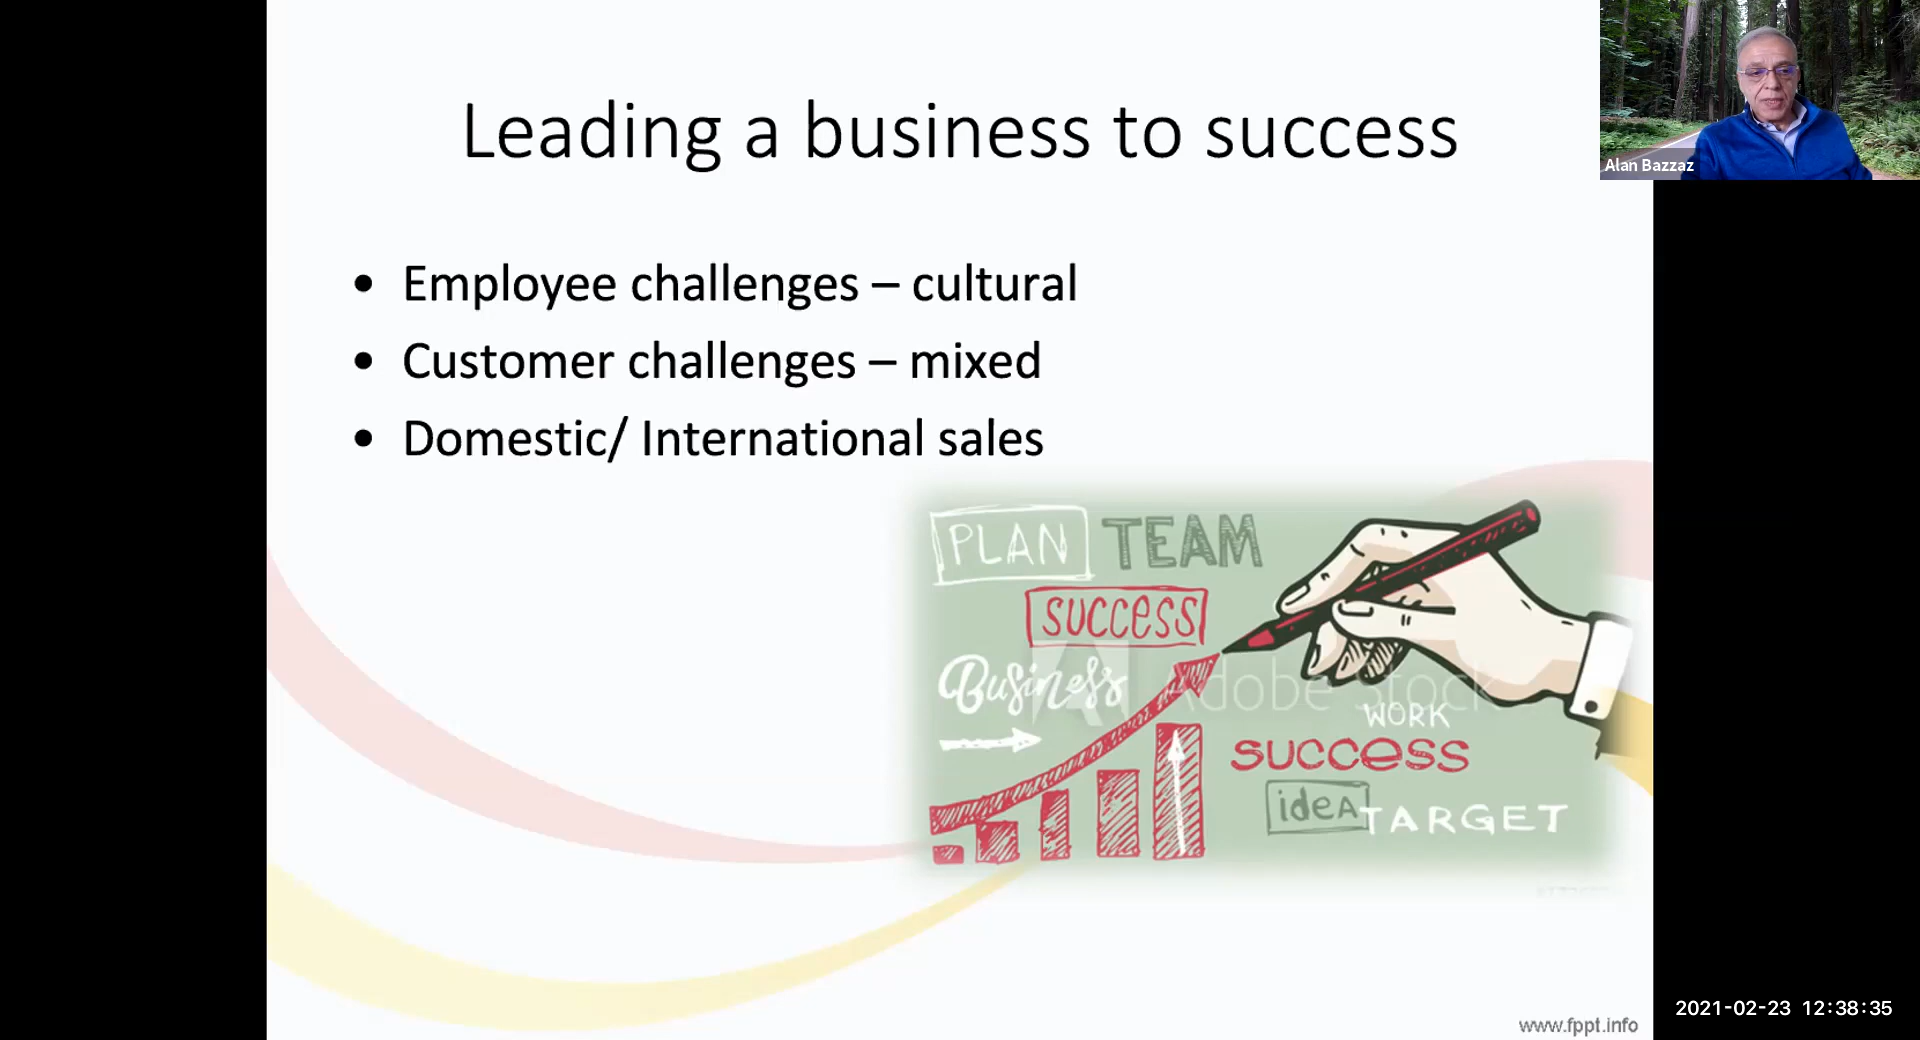 Leading a business to success
Alan Bazzaz
• Employee challenges – cultural
• Customer challenges – mixed
• Domestic/ International sales
PLAN TEAM
SUCCESS
Business
Adobe Stock
WORK
SUCCESS
ideA
TARGET
2021-02-23 12:38:35
www.fppt.info